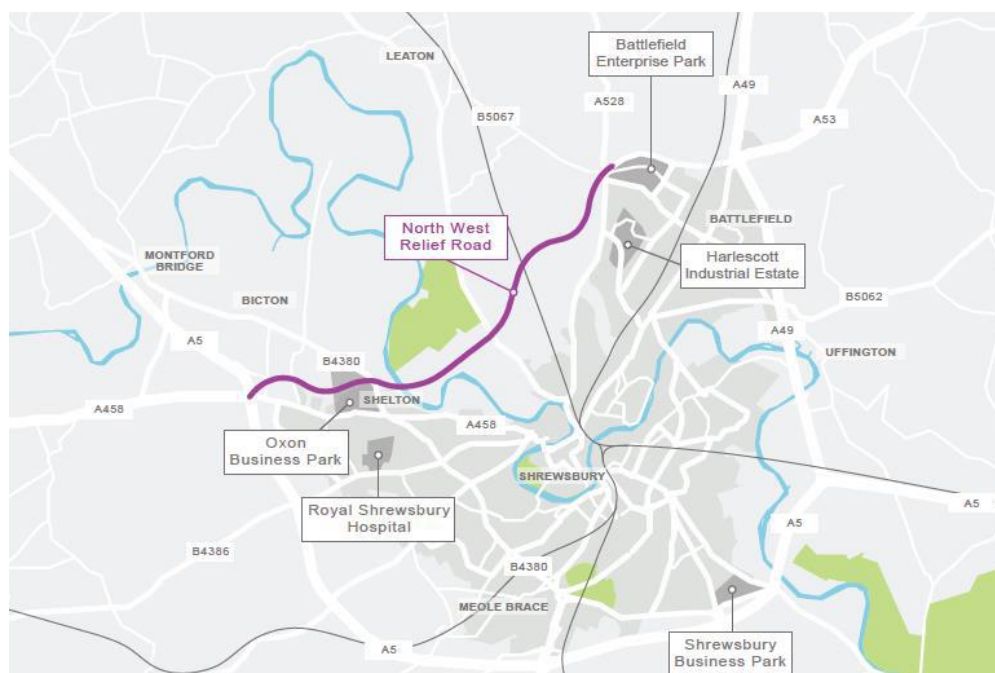 LEATON
Battlefield
Enterprise Park
A49
A528
B5067
A53
North West
Relief Road
BATTLEFIELD
MONTFORD
BRIDGE
Harlescott
Industrial Estate
BICTON
B5062
A5
A49
UFFINGTON
B4380
SHELTON
A458
A458
Oxon
Business Park
SHREWSBURY
Royal Shrewsbury
Hospital
A5
A5
B4386
B4380
MEOLE BRACE
A5
Shrewsbury
Business Park